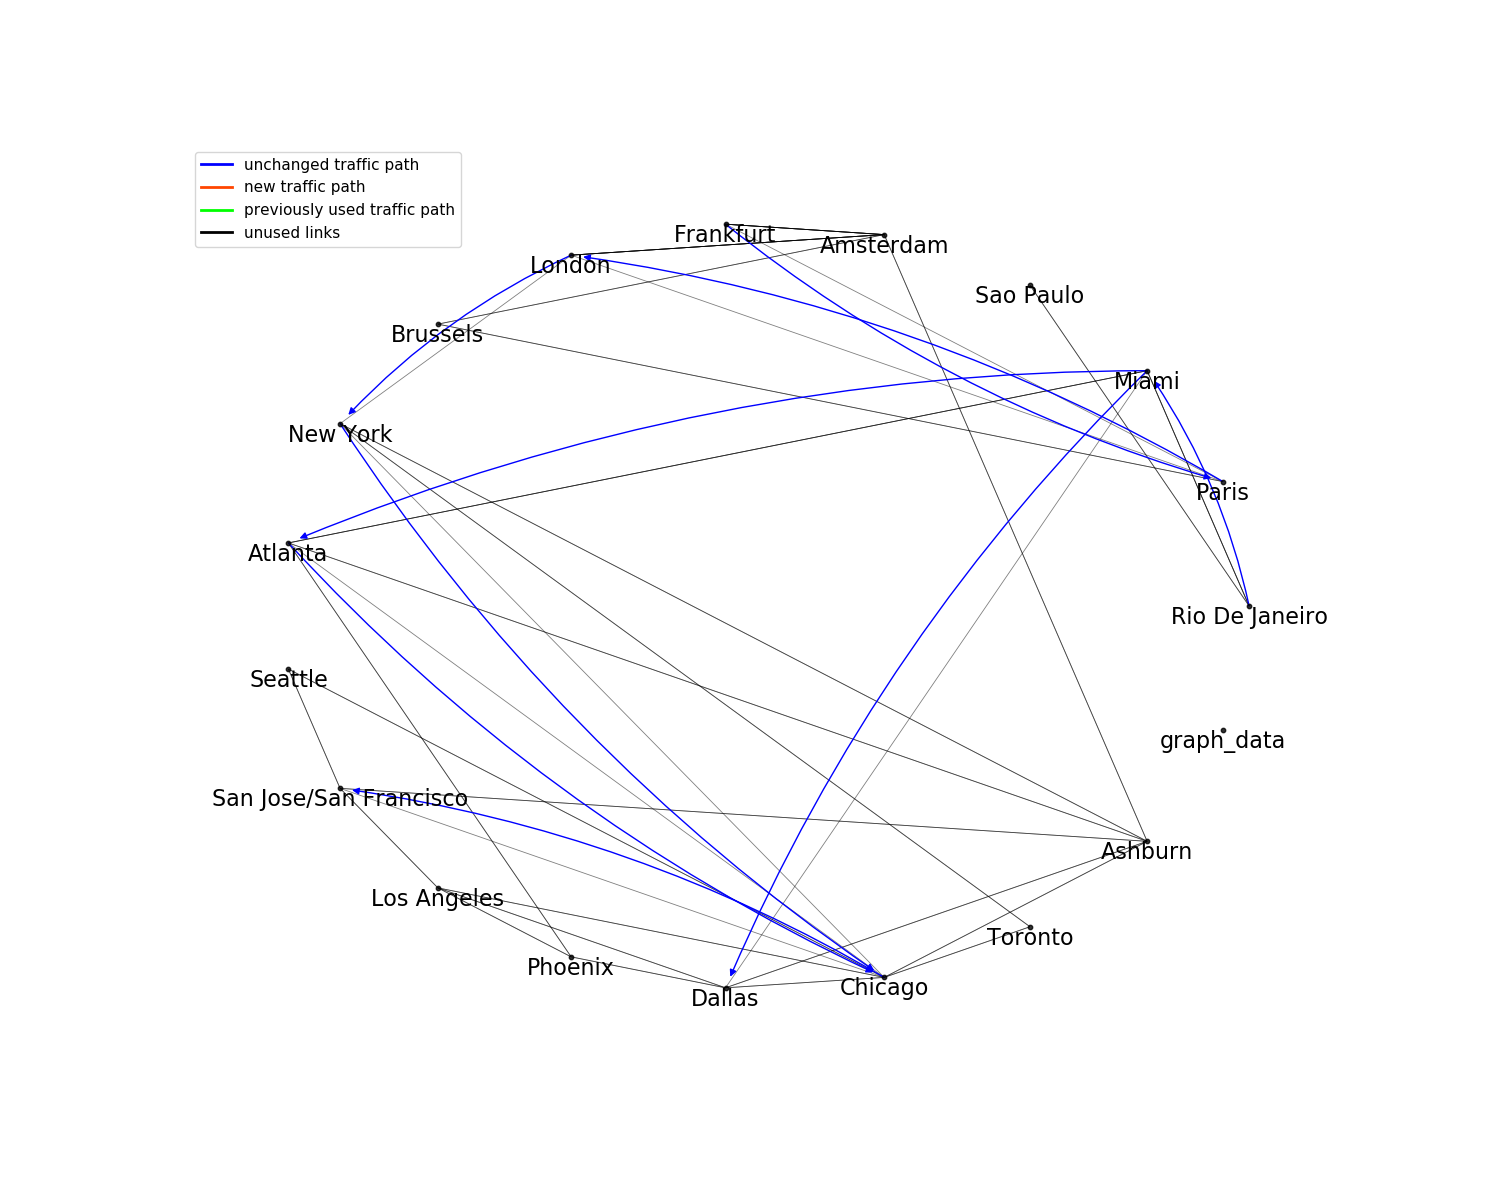 unchanged traffic path
new traffic path
previously used traffic path
unused links
Frankfurt
Amsterdam
London
Sao Paulo
Brussels
Miami
New York
Paris
Atlanta
Rio De Janeiro
Seattle
graph_data
San Jose/San Francisco
Ashburn
Los Angeles
Toronto
Phoenix
Chicago
Dallas